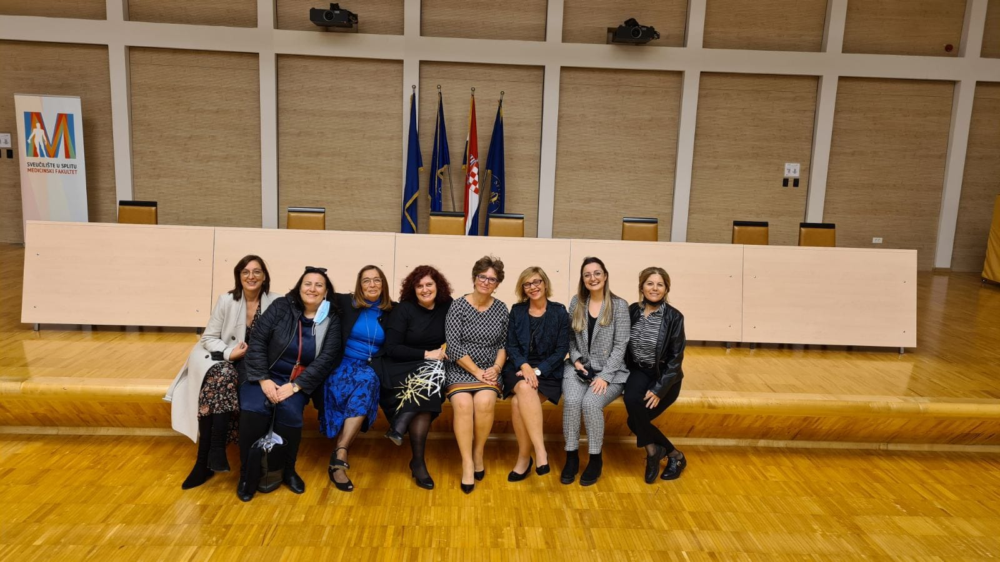 M
SVEUČILIŠTE U SPLITU
MEDICINSKI FAKULTET